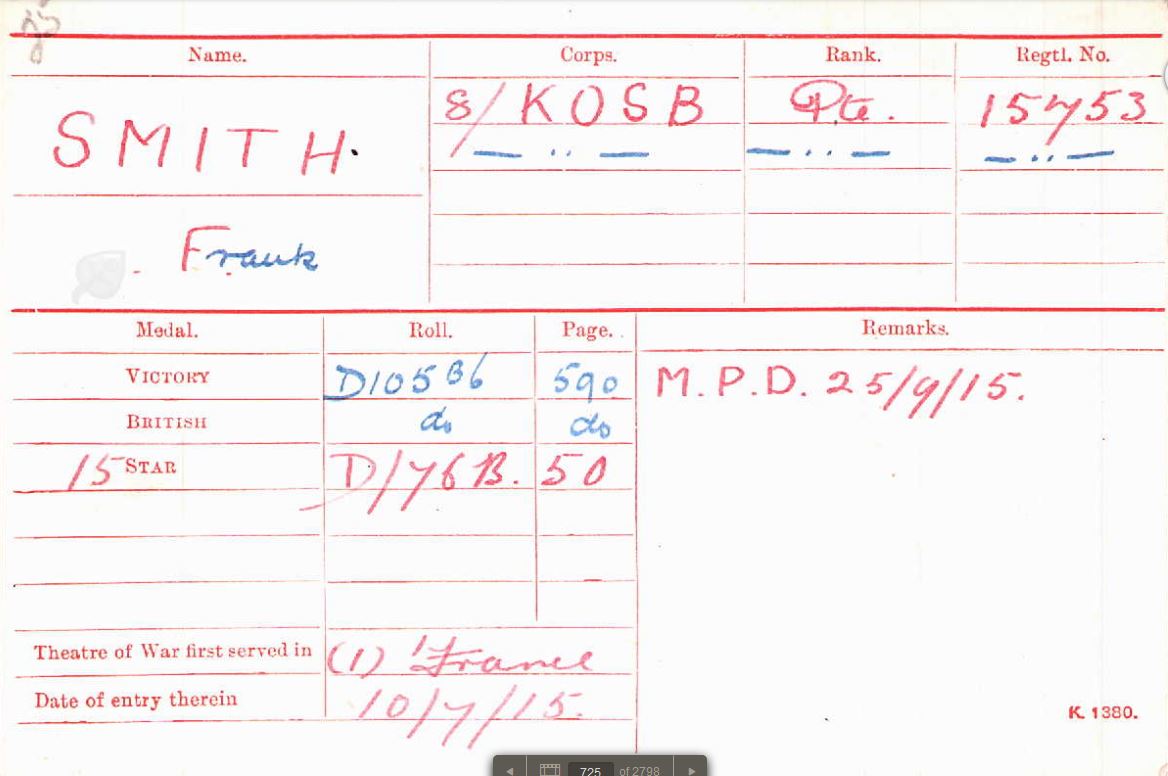 Name. Corps. Rank. Regtl. No.
SMITH. 8/KOSB Pte. 15753
— .. — — .. — — .. —
Frank
Medal. Roll. Page. Remarks.
VICTORY D105B6 590 M.P.D. 25/9/15.
BRITISH do do
15 STAR D/76B. 50
Theatre of War first served in (1) France
Date of entry therein 10/7/15.
K. 1380.
725 of 2798